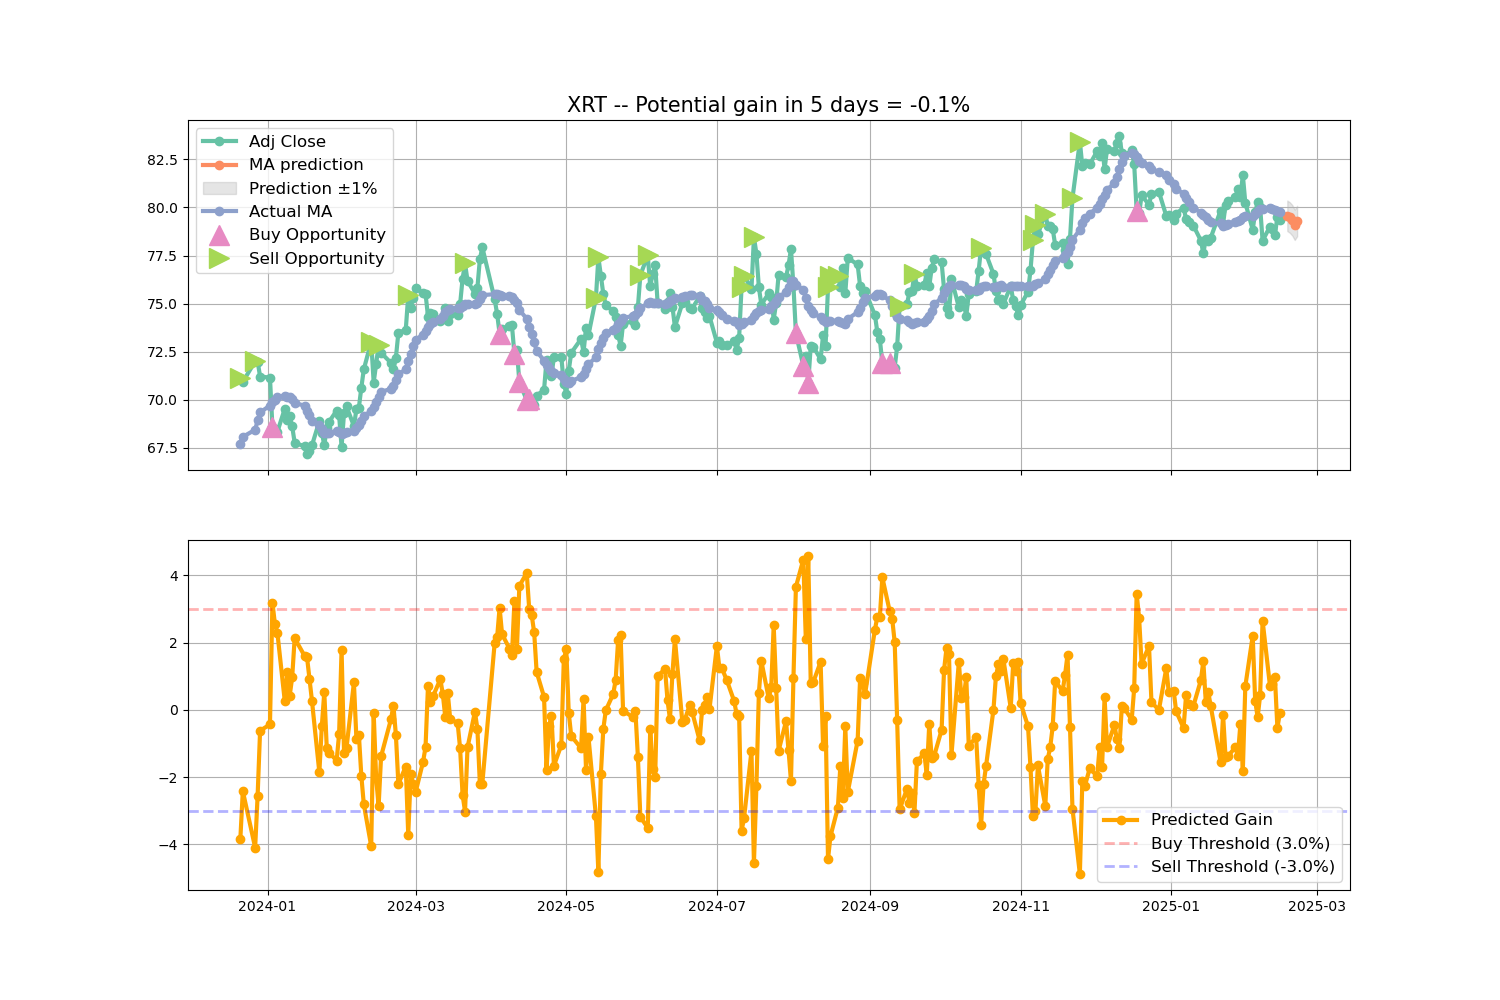 XRT -- Potential gain in 5 days = -0.1%
Adj Close
MA prediction
Prediction ±1%
Actual MA
Buy Opportunity
Sell Opportunity
82.5
80.0
77.5
75.0
72.5
70.0
67.5
4
2
0
−2
−4
Predicted Gain
Buy Threshold (3.0%)
Sell Threshold (-3.0%)
2024-01 2024-03 2024-05 2024-07 2024-09 2024-11 2025-01 2025-03